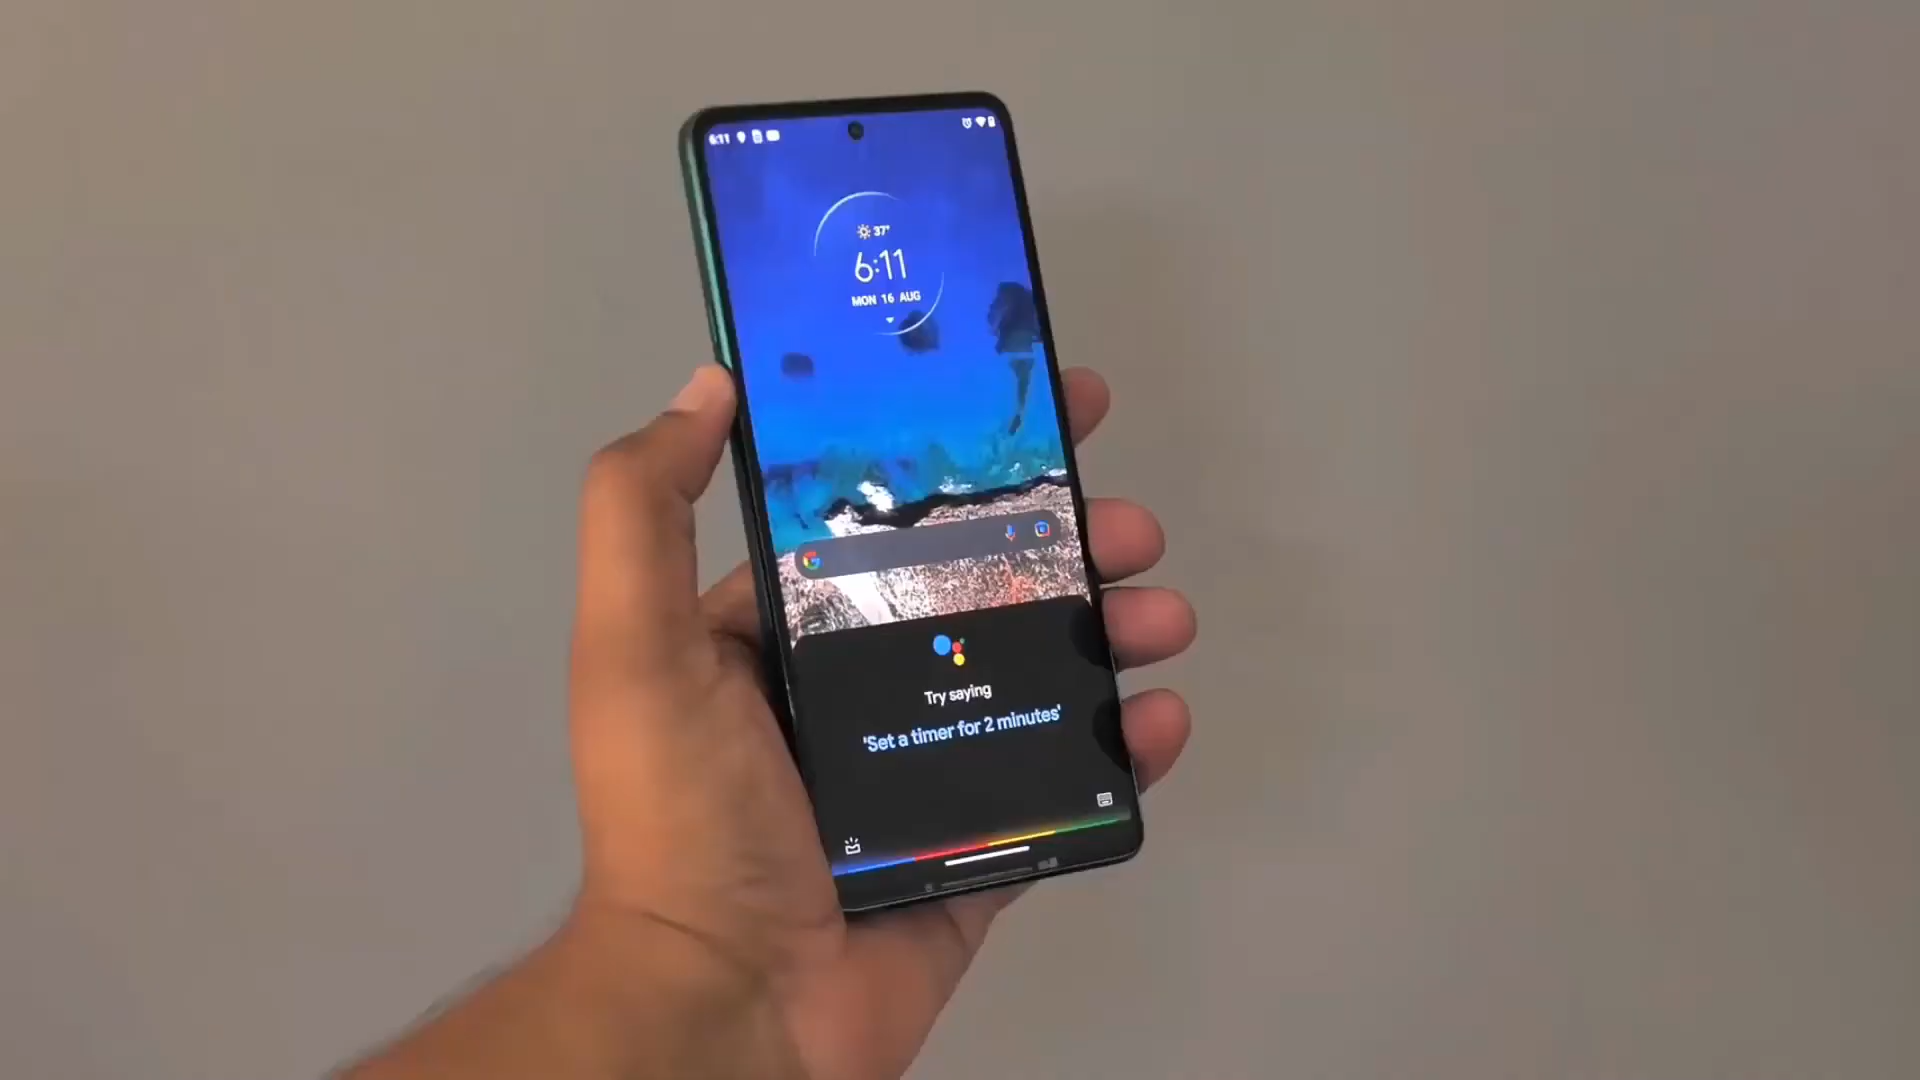 6:11
37°
6:11
MON 16 AUG
G
Try saying
'Set a timer for 2 minutes'